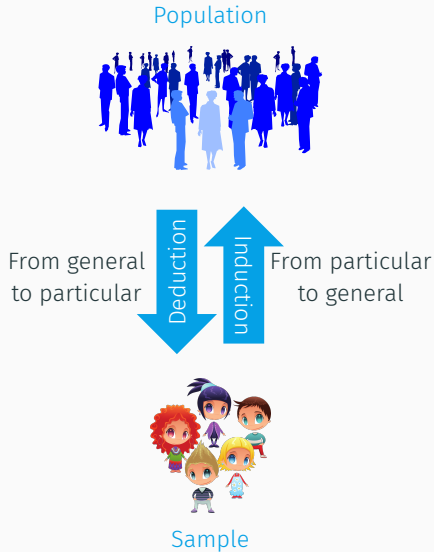 Population
From general
to particular
Deduction
Induction
From particular
to general
Sample